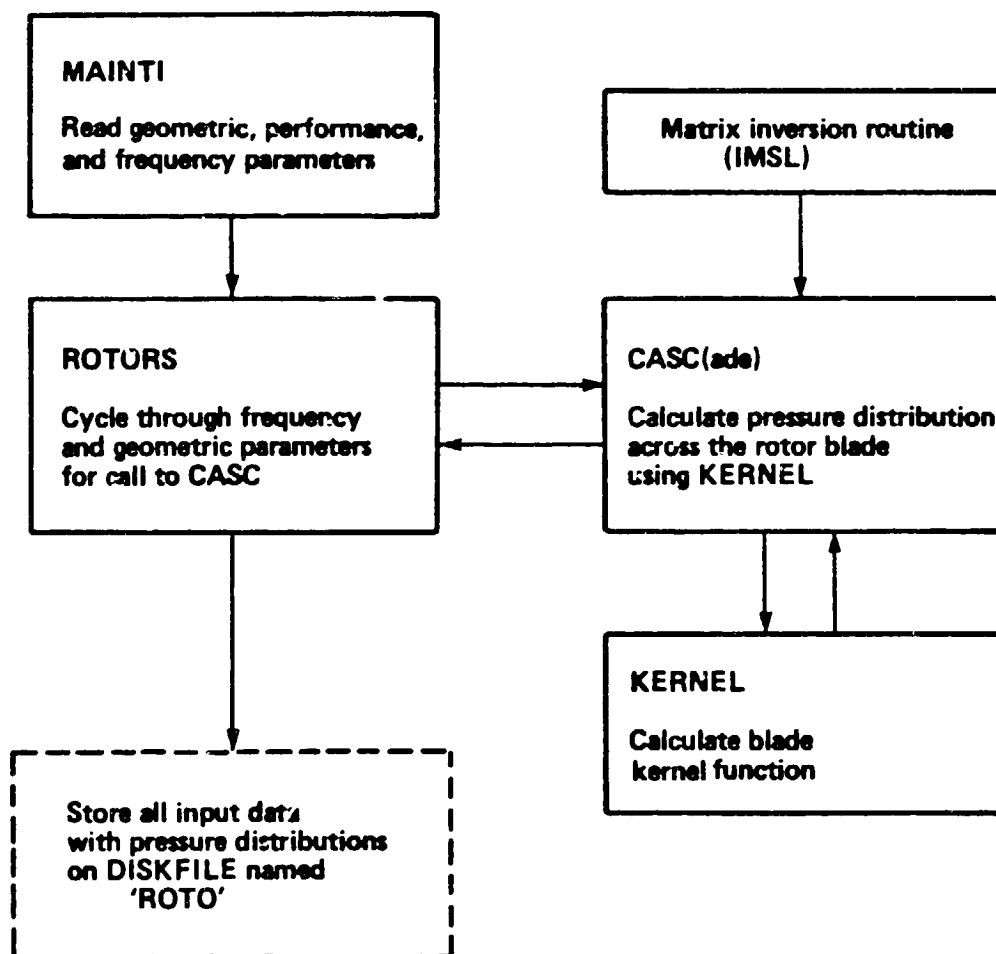 MAINTI
Read geometric, performance,
and frequency parameters
Matrix inversion routine
(IMSL)
ROTORS
Cycle through frequency
and geometric parameters
for call to CASC
CASC(ade)
Calculate pressure distribution
across the rotor blade
using KERNEL
KERNEL
Calculate blade
kernel function
Store all input data
with pressure distributions
on DISKFILE named
'ROTO'